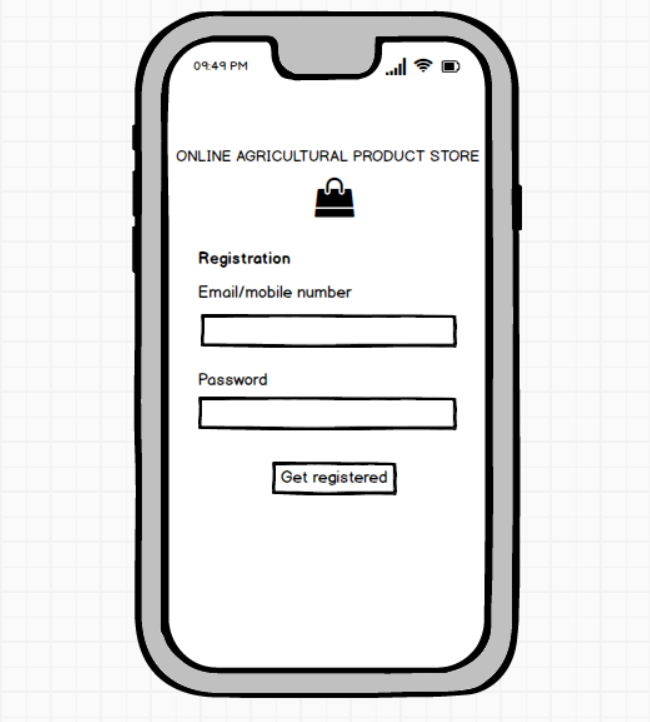 09:49 PM
ONLINE AGRICULTURAL PRODUCT STORE
Registration
Email/mobile number
Password
Get registered